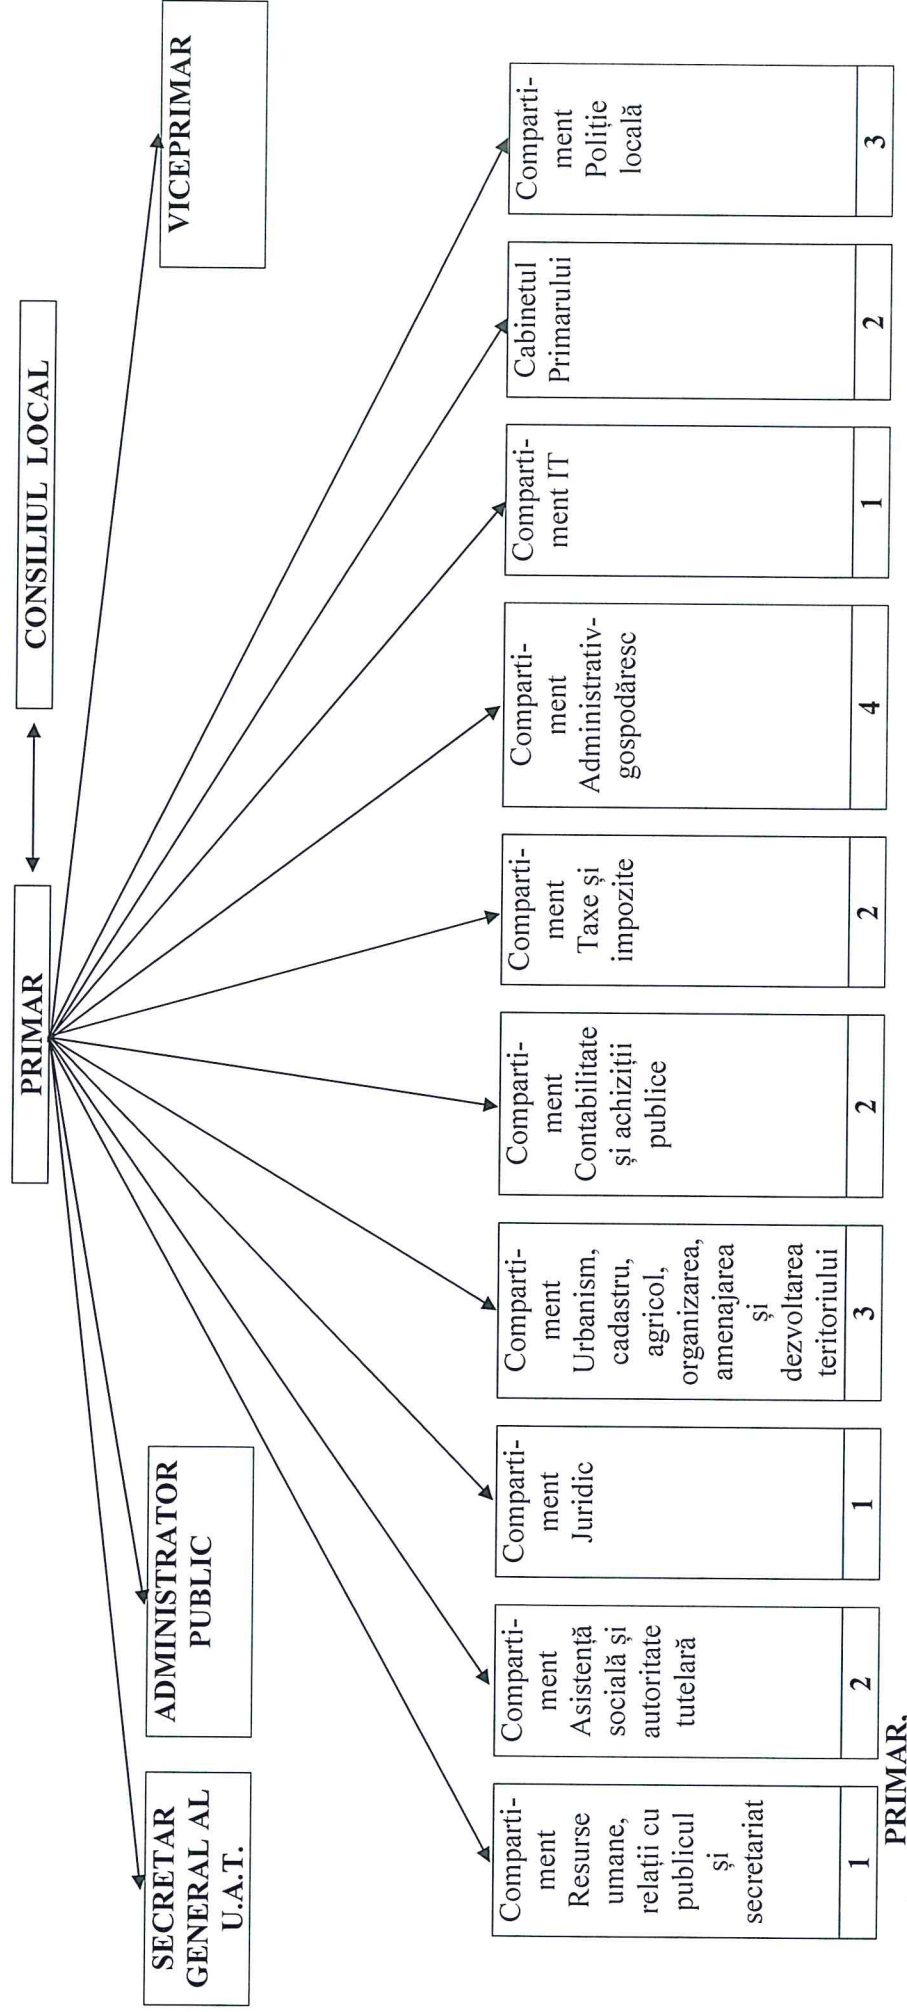 PRIMAR
CONSILIUL LOCAL
SECRETAR
GENERAL AL
U.A.T.
ADMINISTRATOR
PUBLIC
VICEPRIMAR
Comparti-
ment
Resurse
umane,
relații cu
publicul
și
secretariat
1
Comparti-
ment
Asistență
socială și
autoritate
tutelară
2
Comparti-
ment
Juridic
1
Comparti-
ment
Urbanism,
cadastru,
agricol,
organizarea,
amenajarea
și
dezvoltarea
teritoriului
3
Comparti-
ment
Contabilitate
și achiziții
publice
2
Comparti-
ment
Taxe și
impozite
2
Comparti-
ment
Administrativ-
gospodăresc
4
Comparti-
ment IT
1
Cabinetul
Primarului
2
Comparti-
ment
Poliție
locală
3
PRIMAR,